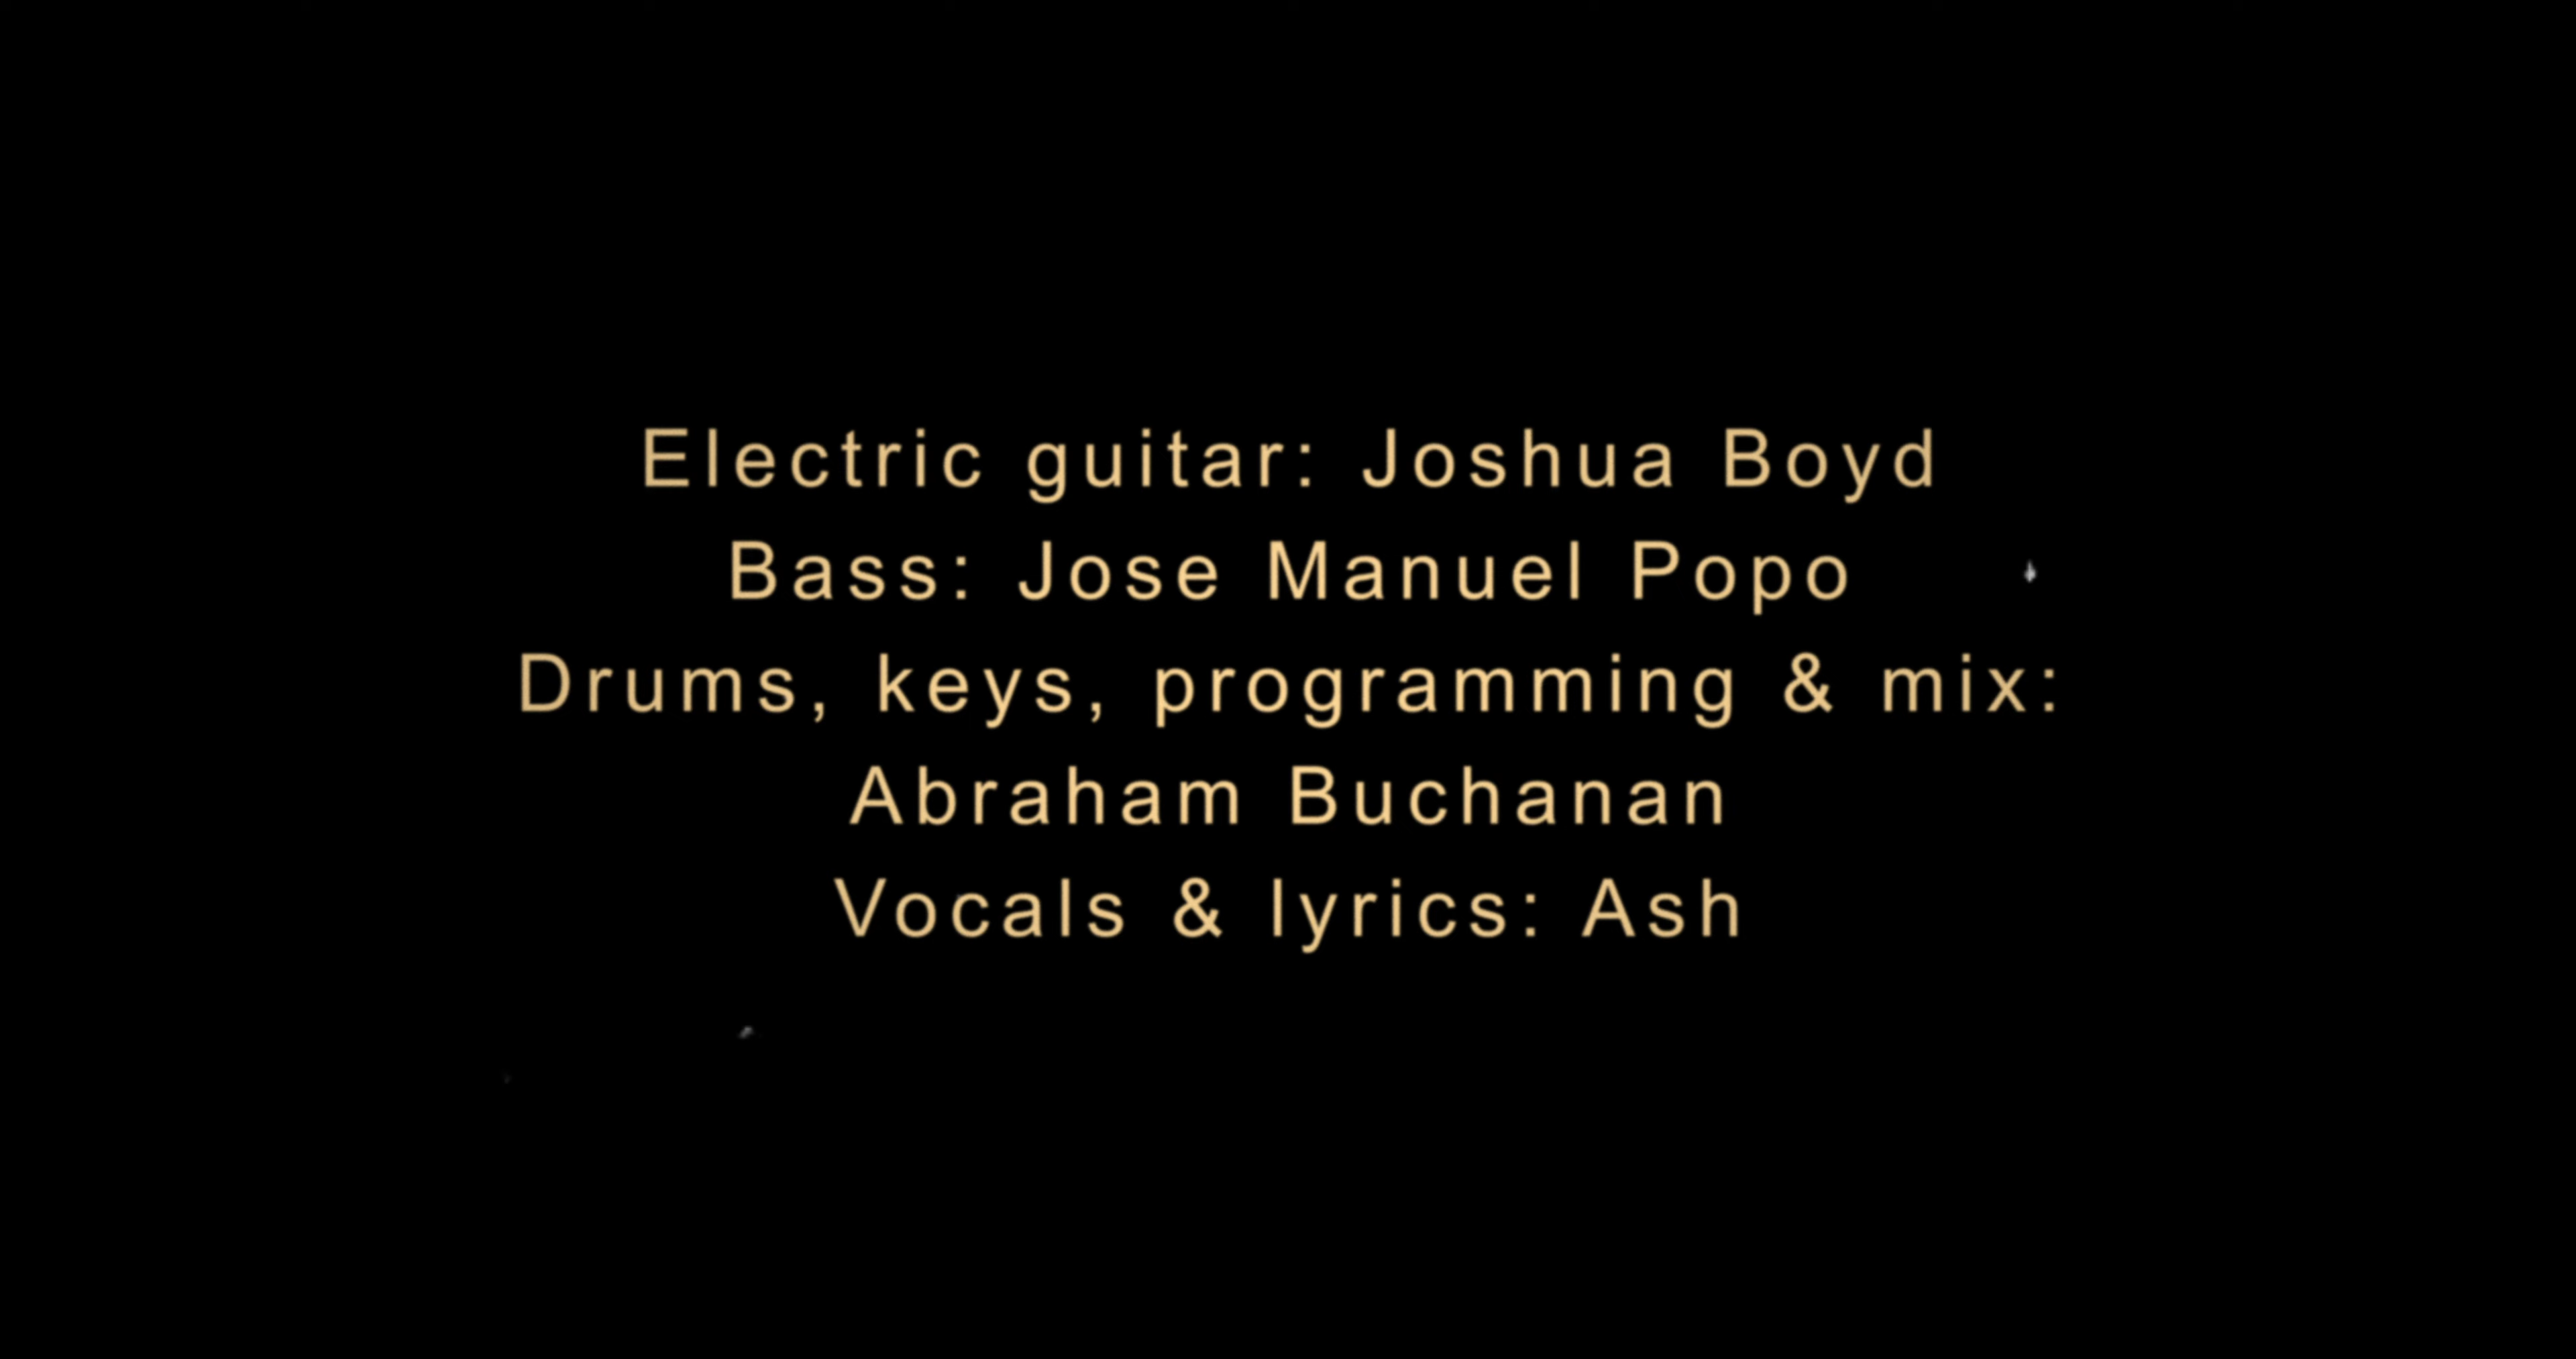 Electric guitar: Joshua Boyd
Bass: Jose Manuel Popo
Drums, keys, programming & mix:
Abraham Buchanan
Vocals & lyrics: Ash